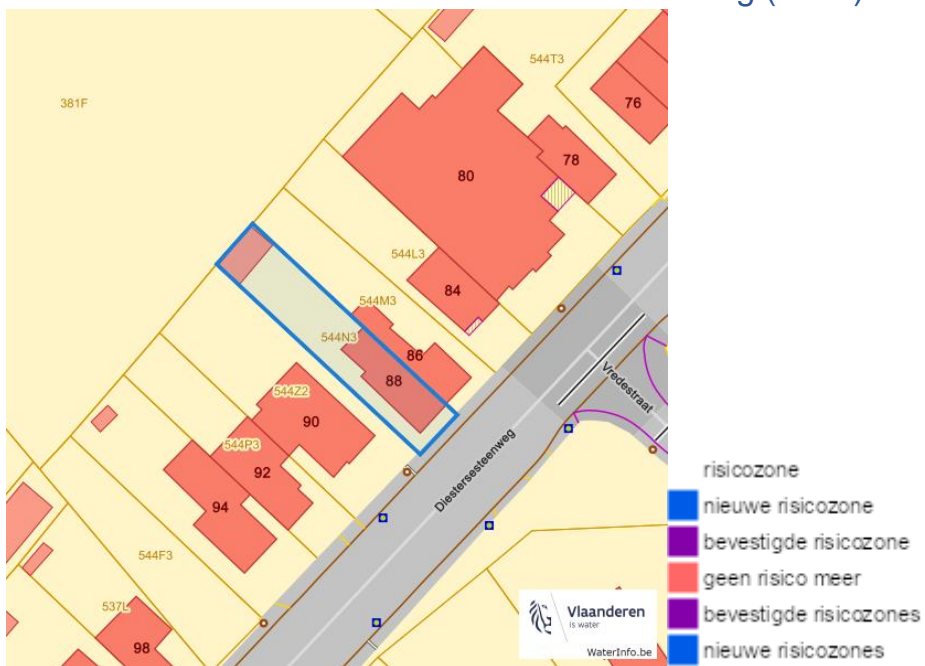 544T3
381F
76
78
80
544L3
84
544M3
544N3
86
88
Vredestraat
544Z2
90
544P3
92
94
Diestersesteenweg
544F3
537L
98
Vlaanderen
is water
WaterInfo.be
risicozone
nieuwe risicozone
bevestigde risicozone
geen risico meer
bevestigde risicozones
nieuwe risicozones